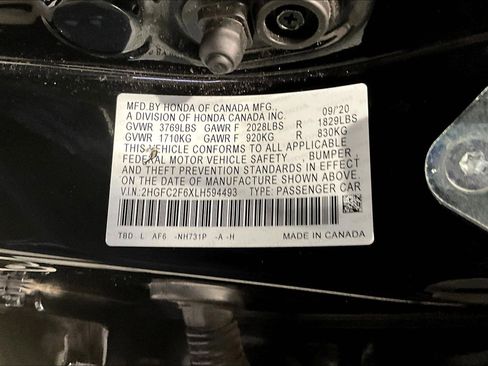 MFD.BY HONDA OF CANADA MFG., 09/20
A DIVISION OF HONDA CANADA INC.
GVWR 3769LBS GAWR F 2028LBS R 1829LBS
GVWR 1710KG GAWR F 920KG R 830KG
THIS VEHICLE CONFORMS TO ALL APPLICABLE
FEDERAL MOTOR VEHICLE SAFETY , BUMPER ,
AND THEFT PREVENTION STANDARDS IN EFFECT
ON THE DATE OF MANUFACTURE SHOWN ABOVE.
V.I.N: 2HGFC2F6XLH594493 TYPE: PASSENGER CAR
TBD L AF6 -NH731P -A -H MADE IN CANADA